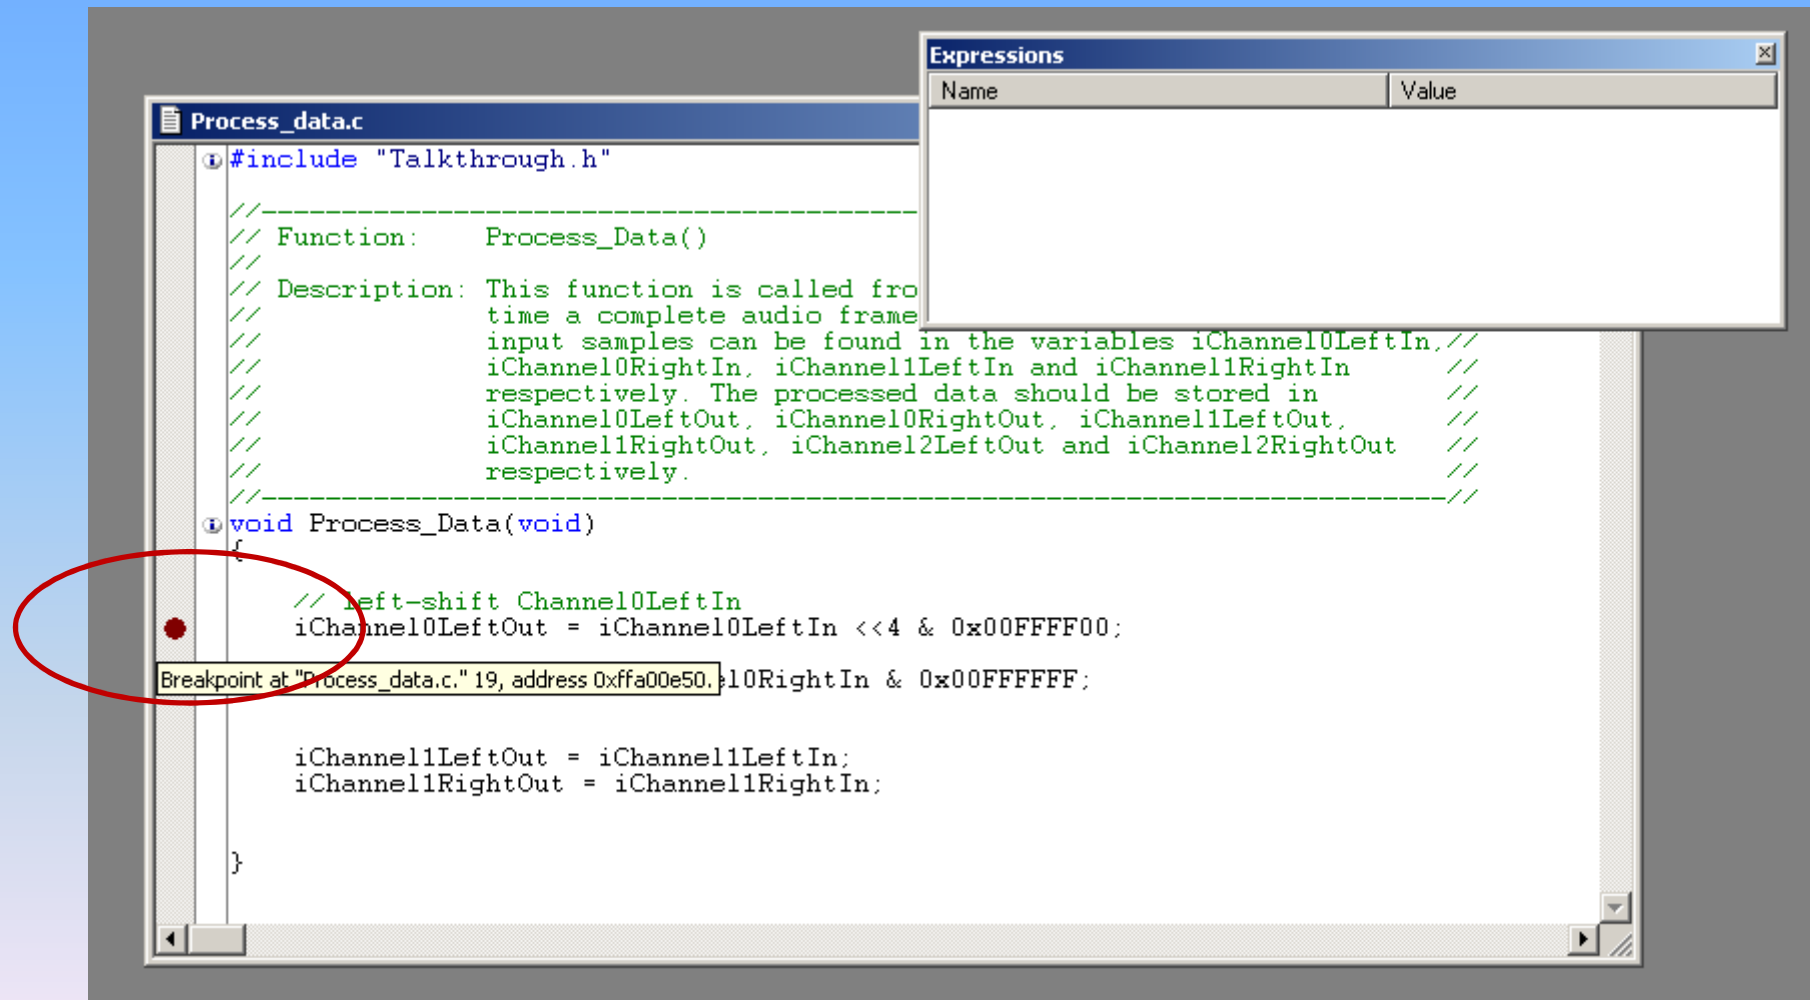 Expressions
Name Value
Process_data.c
#include "Talkthrough.h"
//--------------------------------------------
// Function: Process_Data()
//
// Description: This function is called fro
// time a complete audio frame
// input samples can be found in the variables iChannel0LeftIn,//
// iChannel0RightIn, iChannel1LeftIn and iChannel1RightIn //
// respectively. The processed data should be stored in //
// iChannel0LeftOut, iChannel0RightOut, iChannel1LeftOut, //
// iChannel1RightOut, iChannel2LeftOut and iChannel2RightOut //
// respectively. //
//--------------------------------------------------------------------------//
void Process_Data(void)
{
// left-shift Channel0LeftIn
iChannel0LeftOut = iChannel0LeftIn <<4 & 0x00FFFF00;
Breakpoint at "Process_data.c." 19, address 0xffa00e50. l0RightIn & 0x00FFFFFF;
iChannel1LeftOut = iChannel1LeftIn;
iChannel1RightOut = iChannel1RightIn;
}